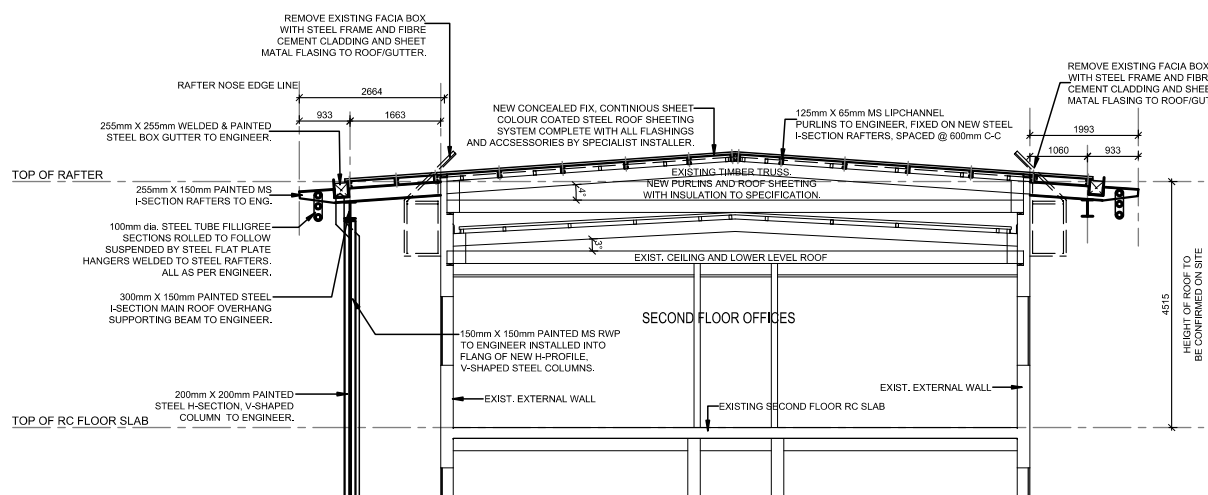 REMOVE EXISTING FACIA BOX
WITH STEEL FRAME AND FIBRE
CEMENT CLADDING AND SHEET
MATAL FLASING TO ROOF/GUTTER.
RAFTER NOSE EDGE LINE
2664
933
1663
255mm X 255mm WELDED & PAINTED
STEEL BOX GUTTER TO ENGINEER.
NEW CONCEALED FIX, CONTINIOUS SHEET
COLOUR COATED STEEL ROOF SHEETING
SYSTEM COMPLETE WITH ALL FLASHINGS
AND ACCSESSORIES BY SPECIALIST INSTALLER.
125mm X 65mm MS LIPCHANNEL
PURLINS TO ENGINEER, FIXED ON NEW STEEL
I-SECTION RAFTERS, SPACED @ 600mm C-C
REMOVE EXISTING FACIA BOX
WITH STEEL FRAME AND FIBR
CEMENT CLADDING AND SHEE
MATAL FLASING TO ROOF/GUT
1993
1060
933
TOP OF RAFTER
255mm X 150mm PAINTED MS
I-SECTION RAFTERS TO ENG.
100mm dia. STEEL TUBE FILLIGREE
SECTIONS ROLLED TO FOLLOW
SUSPENDED BY STEEL FLAT PLATE
HANGERS WELDED TO STEEL RAFTERS.
ALL AS PER ENGINEER.
300mm X 150mm PAINTED STEEL
I-SECTION MAIN ROOF OVERHANG
SUPPORTING BEAM TO ENGINEER.
EXISTING TIMBER TRUSS.
NEW PURLINS AND ROOF SHEETING
WITH INSULATION TO SPECIFICATION.
4°
3°
EXIST. CEILING AND LOWER LEVEL ROOF
SECOND FLOOR OFFICES
150mm X 150mm PAINTED MS RWP
TO ENGINEER INSTALLED INTO
FLANG OF NEW H-PROFILE,
V-SHAPED STEEL COLUMNS.
4515
HEIGHT OF ROOF TO
BE CONFIRMED ON SITE
200mm X 200mm PAINTED
STEEL H-SECTION, V-SHAPED
COLUMN TO ENGINEER.
EXIST. EXTERNAL WALL
EXIST. EXTERNAL WALL
EXISTING SECOND FLOOR RC SLAB
TOP OF RC FLOOR SLAB